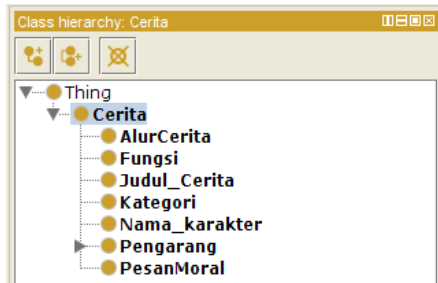 Class hierarchy: Cerita
Thing
Cerita
AlurCerita
Fungsi
Judul_Cerita
Kategori
Nama_karakter
Pengarang
PesanMoral